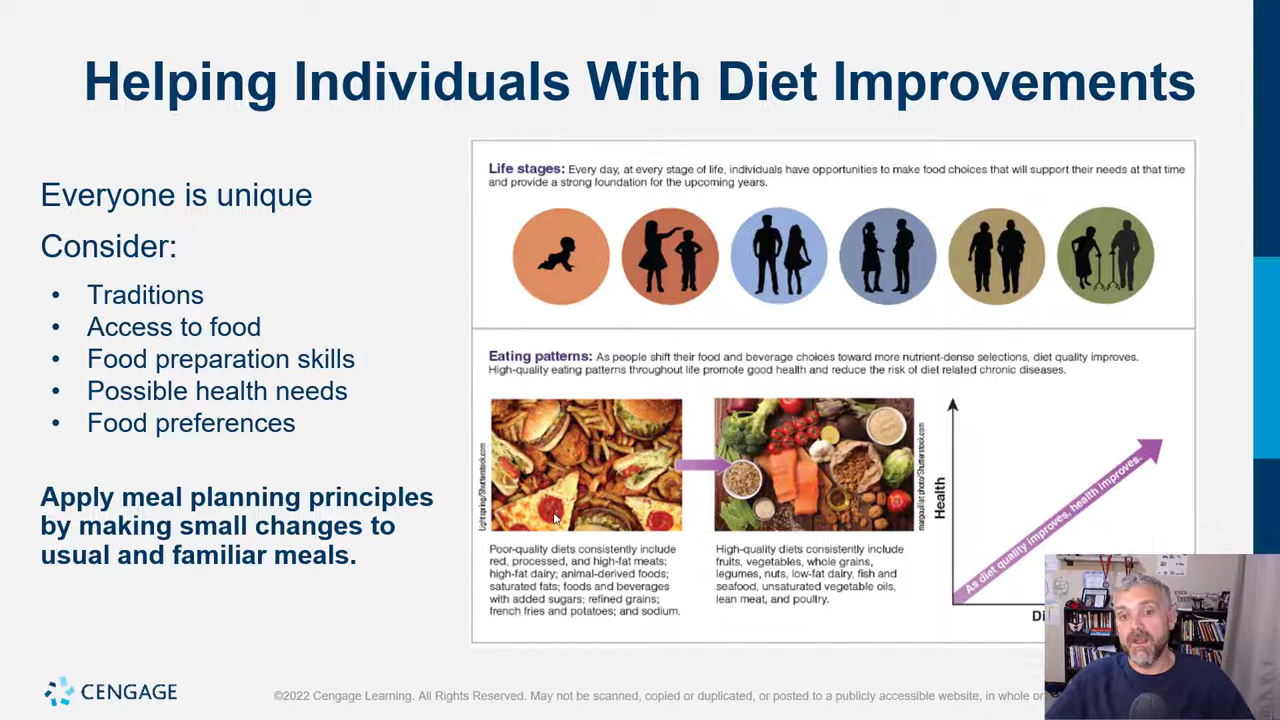 Helping Individuals With Diet Improvements
Everyone is unique
Consider:
• Traditions
• Access to food
• Food preparation skills
• Possible health needs
• Food preferences
Apply meal planning principles
by making small changes to
usual and familiar meals.
Life stages: Every day, at every stage of life, individuals have opportunities to make food choices that will support their needs at that time
and provide a strong foundation for the upcoming years.
Eating patterns: As people shift their food and beverage choices toward more nutrient-dense selections, diet quality improves.
High-quality eating patterns throughout life promote good health and reduce the risk of diet related chronic diseases.
Lightspring/Shutterstock.com
margouillat photo/Shutterstock.com
Poor-quality diets consistently include
red, processed, and high-fat meats;
high-fat dairy; animal-derived foods;
saturated fats; foods and beverages
with added sugars; refined grains;
french fries and potatoes; and sodium.
High-quality diets consistently include
fruits, vegetables, whole grains,
legumes, nuts, low-fat dairy, fish and
seafood, unsaturated vegetable oils,
lean meat, and poultry.
Health
As diet quality improves, health improves.
Di
CENGAGE
©2022 Cengage Learning. All Rights Reserved. May not be scanned, copied or duplicated, or posted to a publicly accessible website, in whole or